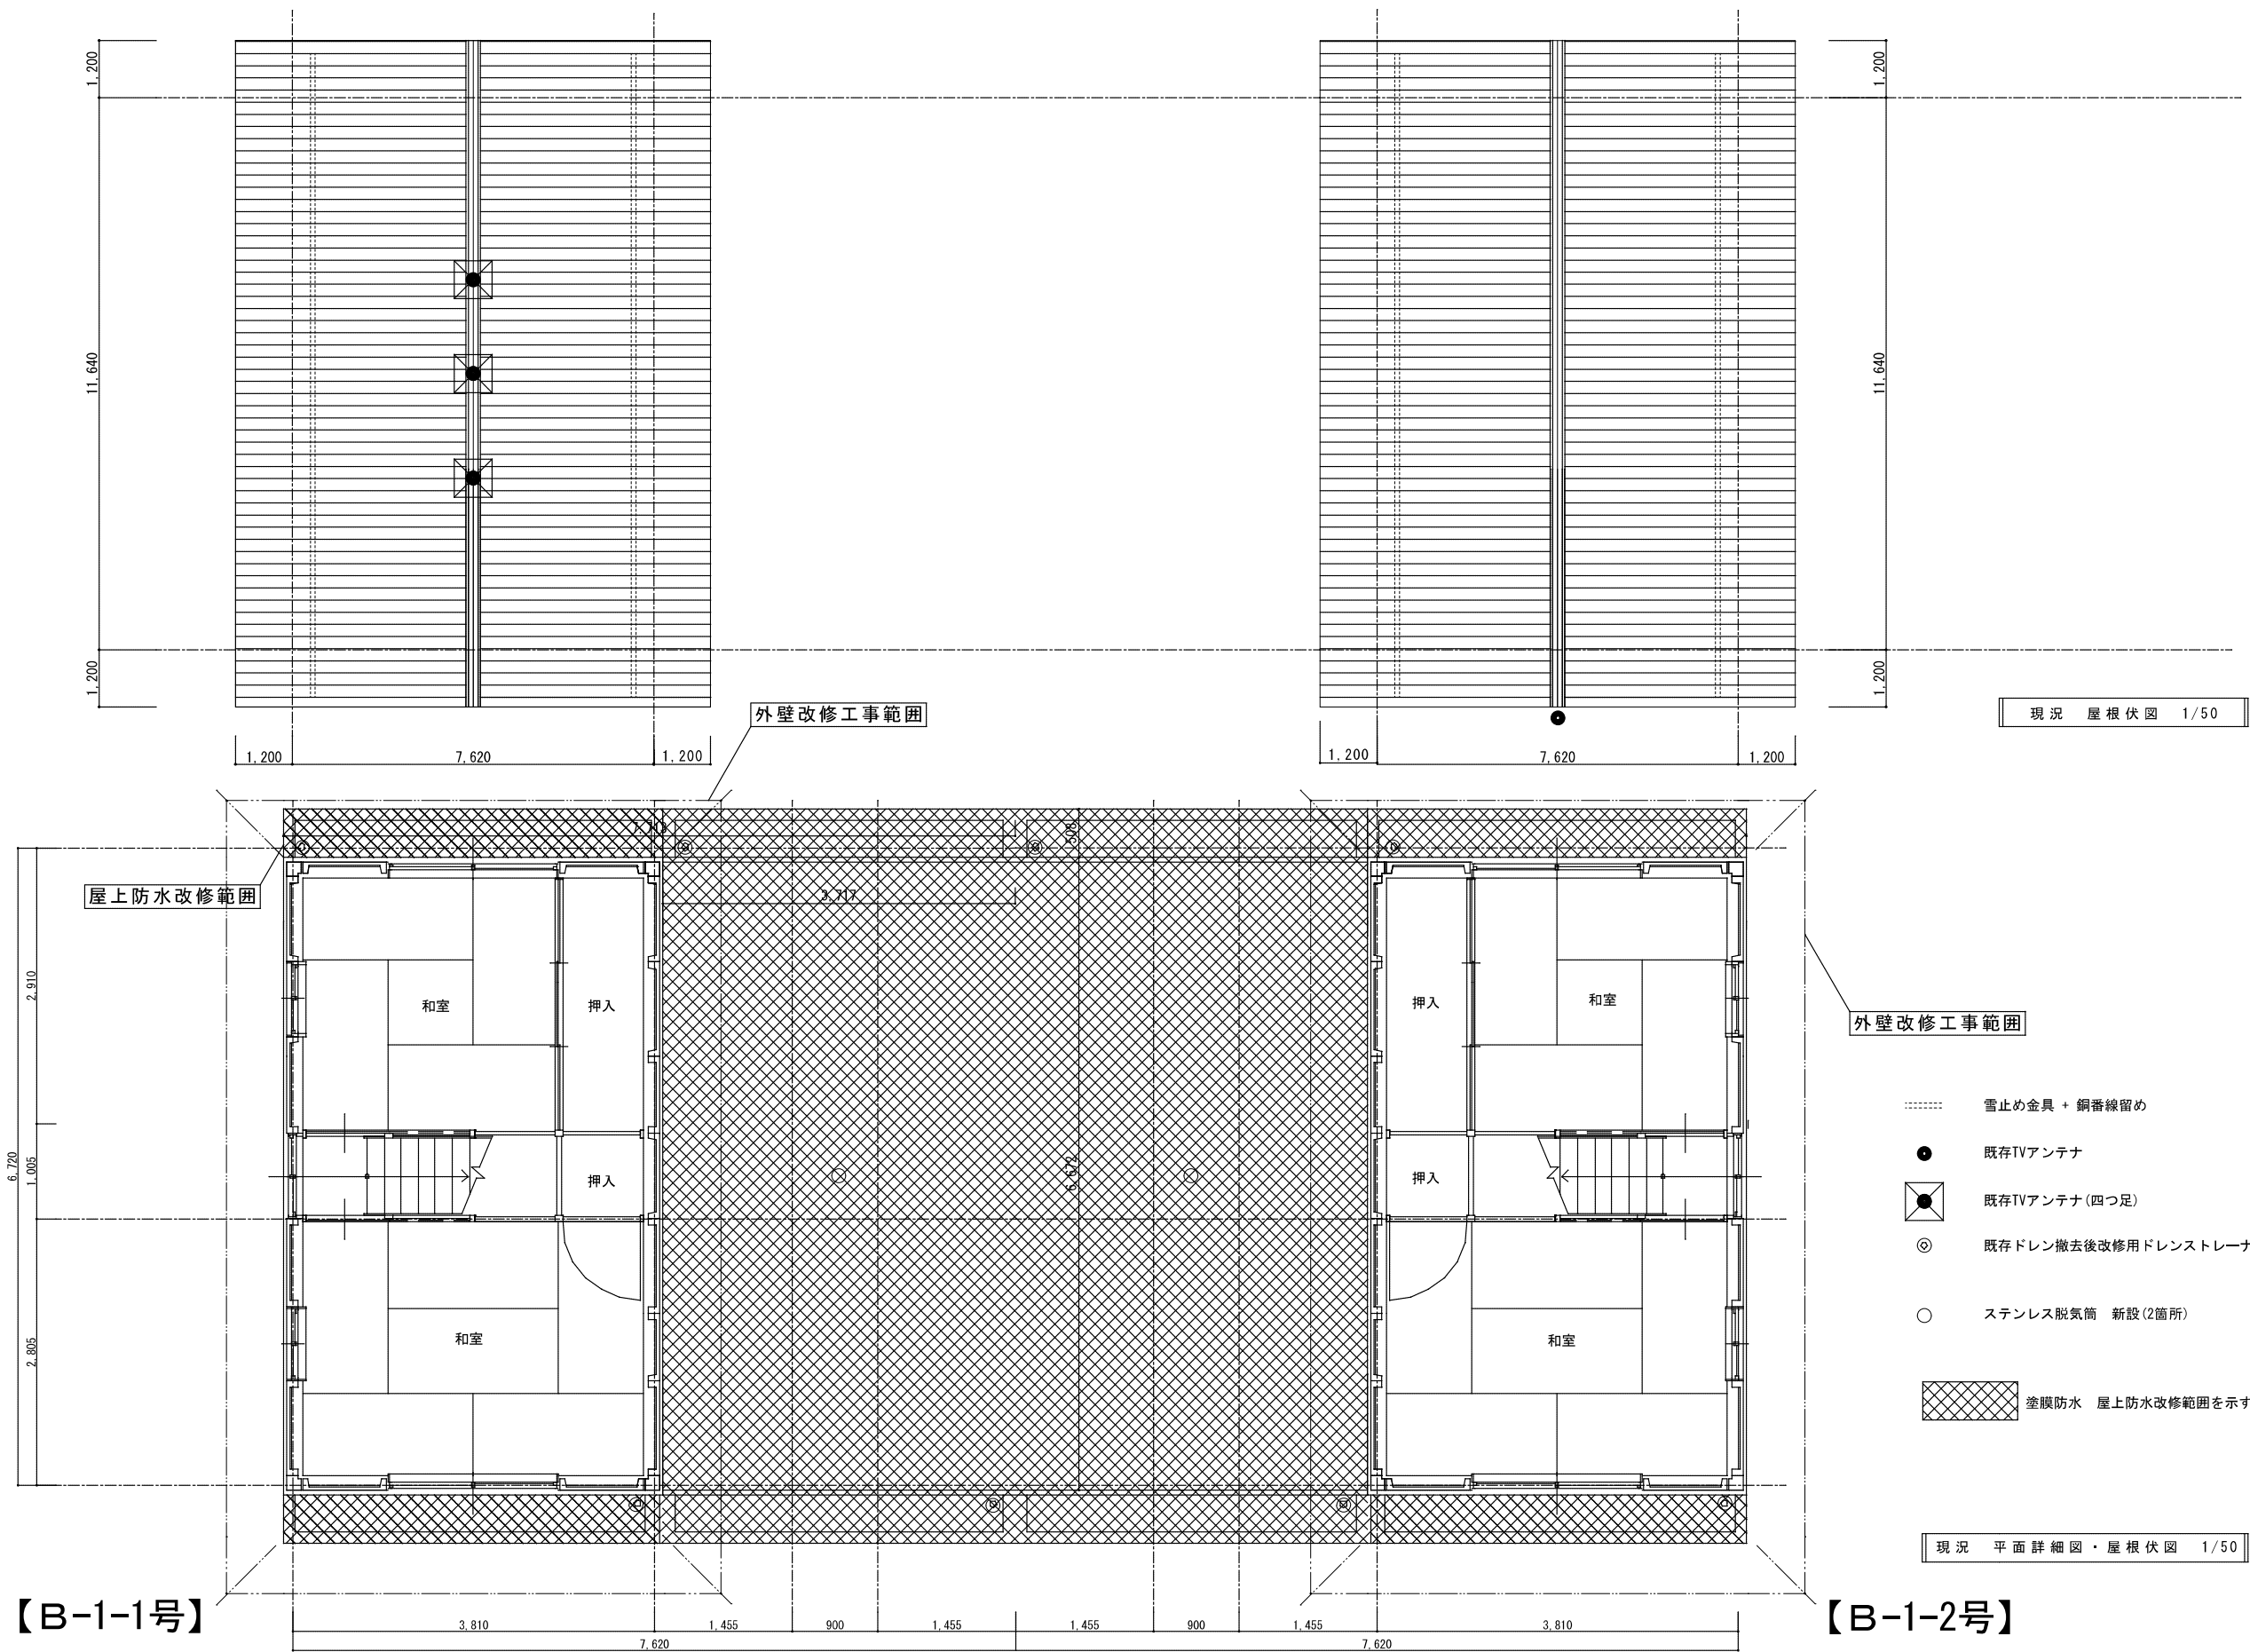 1,200
11,640
1,200
1,200
7,620
1,200
1,200
11,640
1,200
1,200
7,620
1,200
現況　屋根伏図　1/50
外壁改修工事範囲
屋上防水改修範囲
508
3,717
6,672
2,910
1,005
2,805
6,720
和室
押入
押入
和室
押入
和室
押入
和室
外壁改修工事範囲
雪止め金具 + 銅番線留め
既存TVアンテナ
既存TVアンテナ(四つ足)
既存ドレン撤去後改修用ドレンストレーナ
ステンレス脱気筒　新設(2箇所)
塗膜防水　屋上防水改修範囲を示す
現況　平面詳細図・屋根伏図　1/50
【B-1-1号】
【B-1-2号】
3,810
1,455
900
1,455
1,455
900
1,455
3,810
7,620
7,620